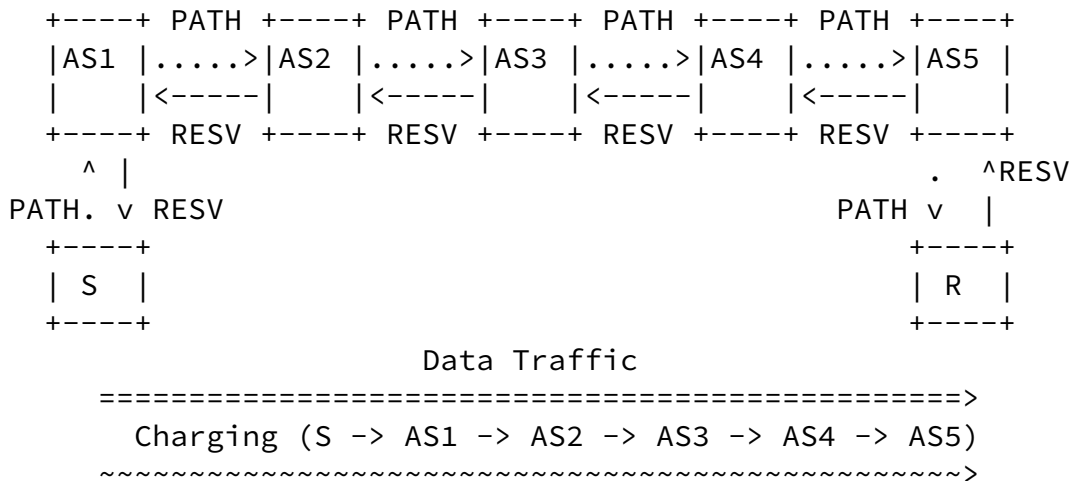 +----+ PATH +----+ PATH +----+ PATH +----+ PATH +----+
|AS1 |.....>|AS2 |.....>|AS3 |.....>|AS4 |.....>|AS5 |
|    |<-----|    |<-----|    |<-----|    |<-----|    |
+----+ RESV +----+ RESV +----+ RESV +----+ RESV +----+
^ | . ^RESV
PATH. v RESV PATH v |
+----+ +----+
| S | | R |
+----+ +----+
Data Traffic
================================================>
Charging (S -> AS1 -> AS2 -> AS3 -> AS4 -> AS5)
~~~~~~~~~~~~~~~~~~~~~~~~~~~~~~~~~~~~~~~~~~~~~~~~>